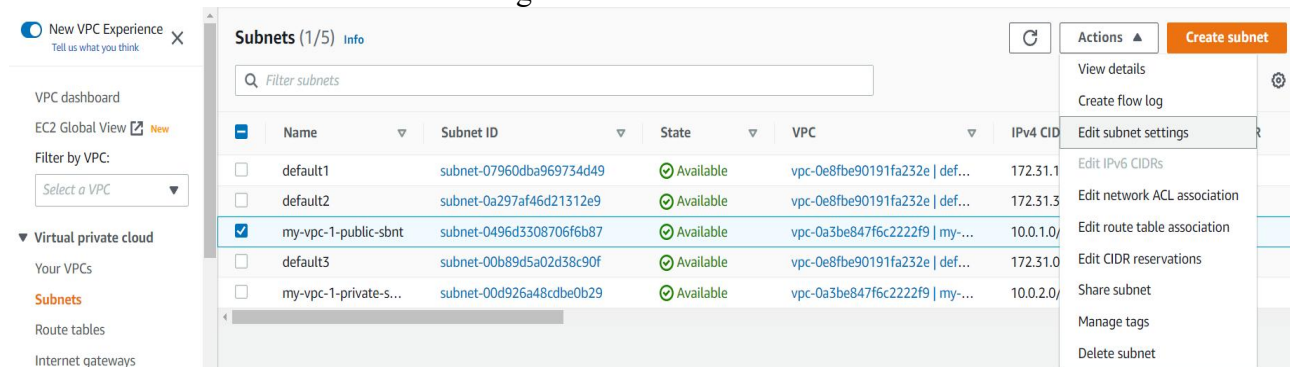 New VPC Experience
Tell us what you think
VPC dashboard
EC2 Global View New
Filter by VPC:
Select a VPC
Virtual private cloud
Your VPCs
Subnets
Route tables
Internet gateways
Subnets (1/5) Info
Actions
Create subnet
Filter subnets
Name Subnet ID State VPC IPv4 CID
default1 subnet-07960dba969734d49 Available vpc-0e8fbe90191fa232e | def... 172.31.1
default2 subnet-0a297af46d21312e9 Available vpc-0e8fbe90191fa232e | def... 172.31.3
my-vpc-1-public-sbnt subnet-0496d3308706f6b87 Available vpc-0a3be847f6c2222f9 | my-... 10.0.1.0/
default3 subnet-00b89d5a02d38c90f Available vpc-0e8fbe90191fa232e | def... 172.31.0
my-vpc-1-private-s... subnet-00d926a48cdbe0b29 Available vpc-0a3be847f6c2222f9 | my-... 10.0.2.0/
View details
Create flow log
Edit subnet settings
Edit IPv6 CIDRs
Edit network ACL association
Edit route table association
Edit CIDR reservations
Share subnet
Manage tags
Delete subnet